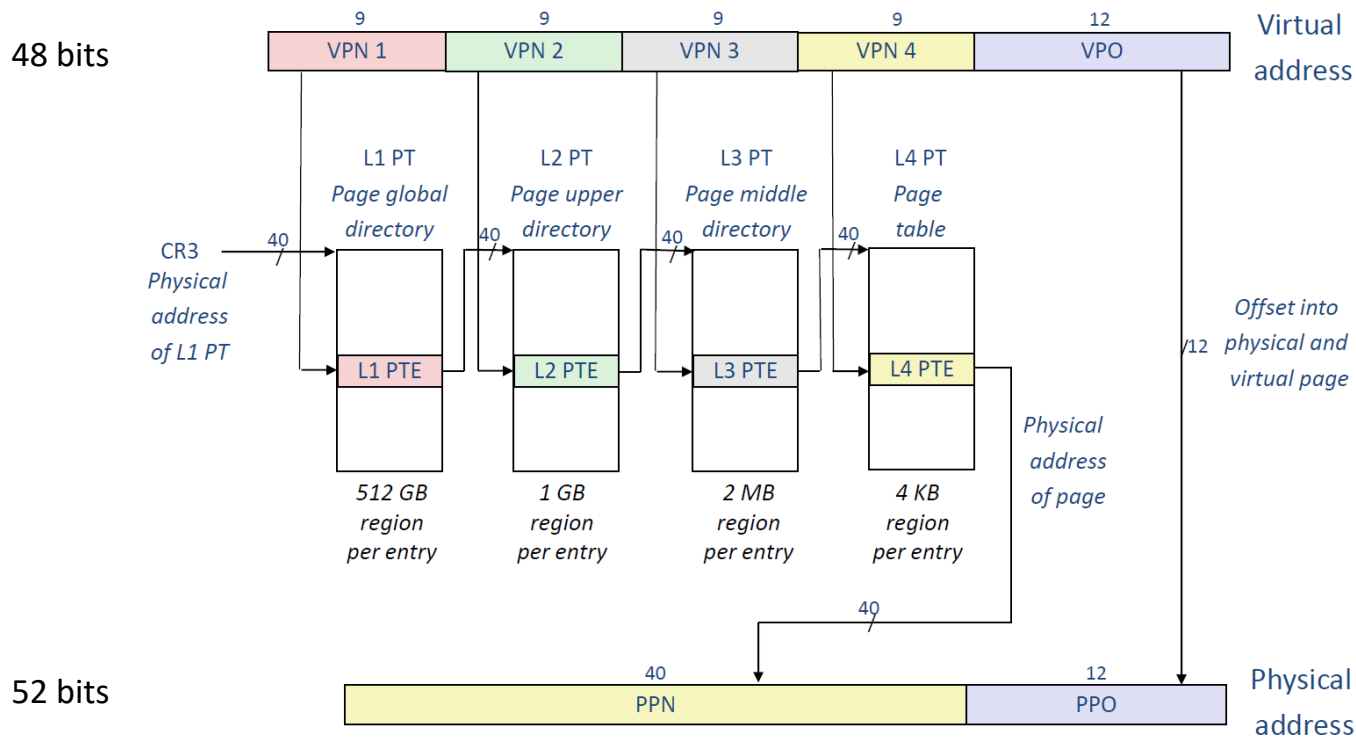 9 9 9 9 12
48 bits
VPN 1 VPN 2 VPN 3 VPN 4 VPO
Virtual
address
L1 PT
Page global
directory
L2 PT
Page upper
directory
L3 PT
Page middle
directory
L4 PT
Page
table
CR3
Physical
address
of L1 PT
40 40 40 40
L1 PTE L2 PTE L3 PTE L4 PTE
512 GB
region
per entry
1 GB
region
per entry
2 MB
region
per entry
4 KB
region
per entry
Physical
address
of page
12
Offset into
physical and
virtual page
40
52 bits
40 12
PPN PPO
Physical
address